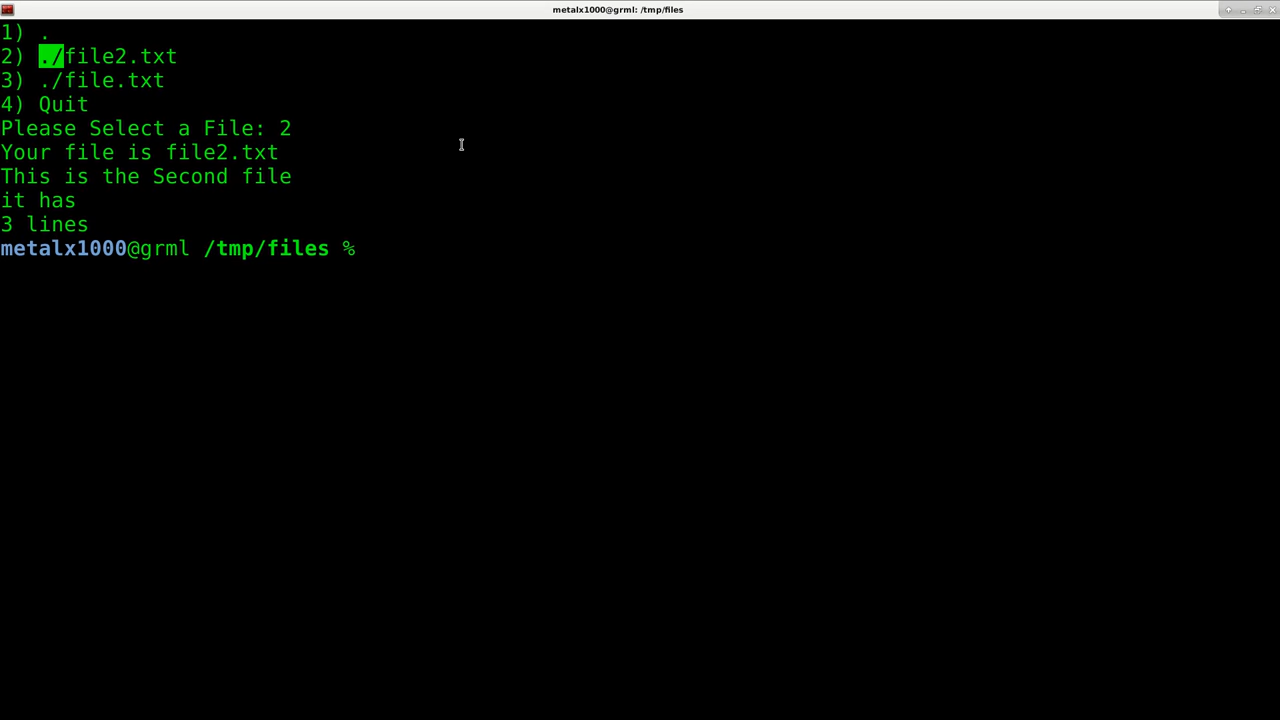 metalx1000@grml: /tmp/files
1) .
2) ./file2.txt
3) ./file.txt
4) Quit
Please Select a File: 2
Your file is file2.txt
This is the Second file
it has
3 lines
metalx1000@grml /tmp/files %